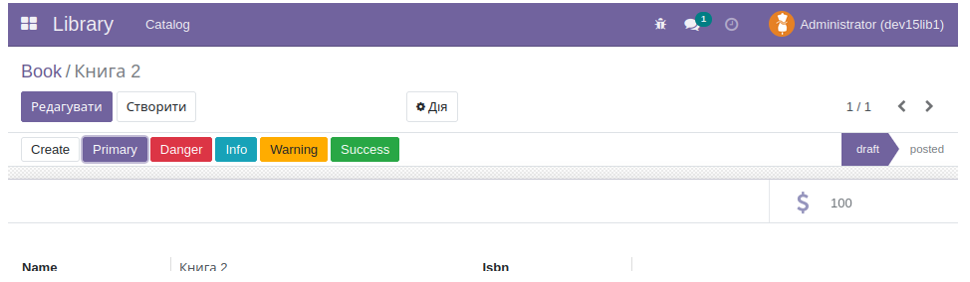 Library Catalog 1 Administrator (dev15lib1)
Book / Книга 2
Редагувати Створити Дія 1 / 1
Create Primary Danger Info Warning Success draft posted
$ 100
Name Книга 2 Isbn